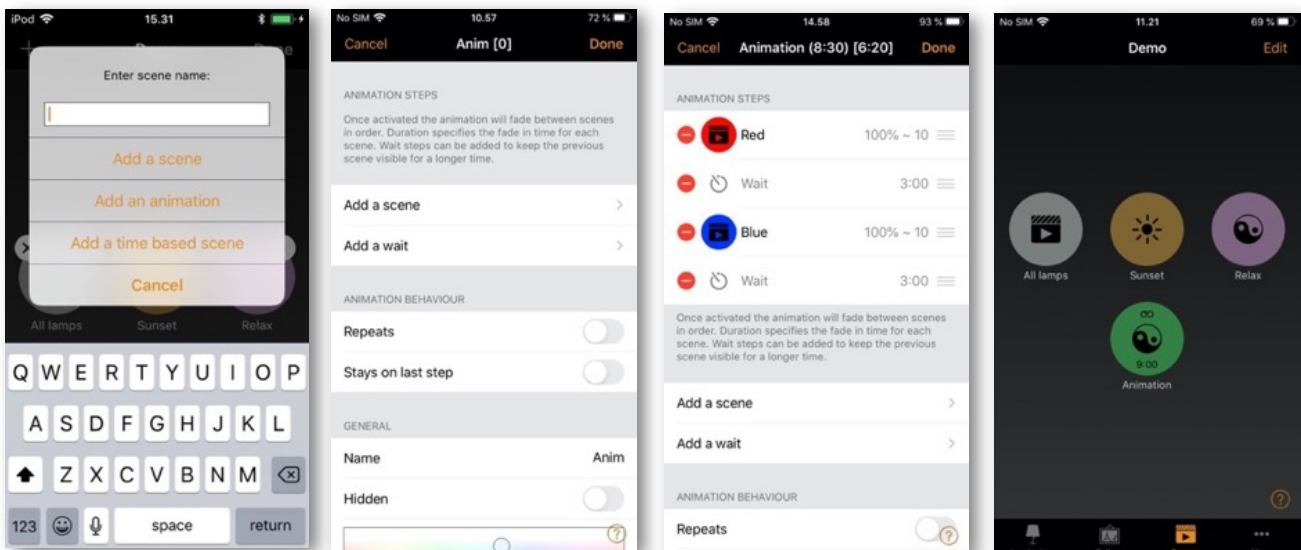 iPod 15.31
Enter scene name:
Add a scene
Add an animation
Add a time based scene
Cancel
All lamps Sunset Relax
Q W E R T Y U I O P
A S D F G H J K L
Z X C V B N M
123 space return
No SIM 10.57 72 %
Cancel Anim [0] Done
ANIMATION STEPS
Once activated the animation will fade between scenes
in order. Duration specifies the fade in time for each
scene. Wait steps can be added to keep the previous
scene visible for a longer time.
Add a scene
Add a wait
ANIMATION BEHAVIOUR
Repeats
Stays on last step
GENERAL
Name Anim
Hidden
?
No SIM 14.58 93 %
Cancel Animation (8:30) [6:20] Done
ANIMATION STEPS
Red 100% ~ 10
Wait 3:00
Blue 100% ~ 10
Wait 3:00
Once activated the animation will fade between scenes
in order. Duration specifies the fade in time for each
scene. Wait steps can be added to keep the previous
scene visible for a longer time.
Add a scene
Add a wait
ANIMATION BEHAVIOUR
Repeats
?
No SIM 11.21 69 %
Demo Edit
All lamps Sunset Relax
∞
9:00
Animation
?